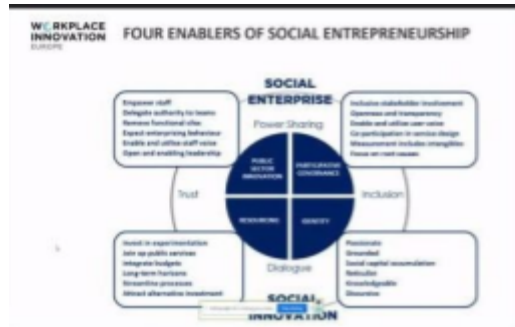 WORKPLACE
INNOVATION
EUROPE
FOUR ENABLERS OF SOCIAL ENTREPRENEURSHIP
SOCIAL
ENTERPRISE
Power Sharing
Empower staff
Delegate authority to teams
Remove functional silos
Expect enterprising behaviour
Enable and utilise staff voice
Open and enabling leadership
Inclusive stakeholder involvement
Openness and transparency
Enable and utilise user voice
Co-participation in service design
Measurement includes intangibles
Focus on root causes
PUBLIC
SECTOR
INNOVATION
PARTICIPATIVE
GOVERNANCE
Trust
Inclusion
RESOURCING
IDENTITY
Invest in experimentation
Join up public services
Integrate budgets
Long-term horizons
Streamline processes
Attract alternative investment
Passionate
Grounded
Social capital accumulation
Reticulist
Knowledgeable
Discursive
Dialogue
SOCIAL
INNOVATION